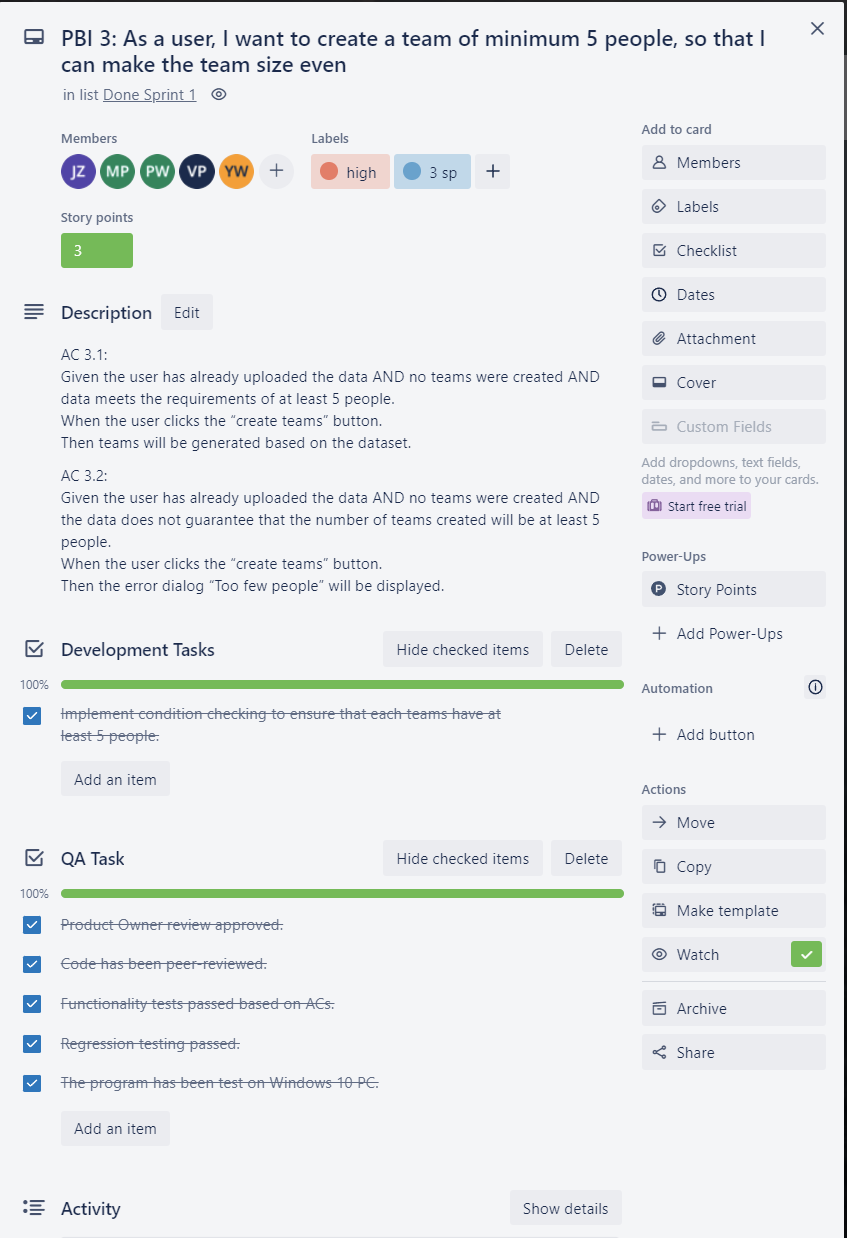 PBI 3: As a user, I want to create a team of minimum 5 people, so that I
can make the team size even
in list Done Sprint 1
Members
JZ MP PW VP YW
Labels
high
3 sp
Story points
3
Description
Edit
AC 3.1:
Given the user has already uploaded the data AND no teams were created AND
data meets the requirements of at least 5 people.
When the user clicks the “create teams” button.
Then teams will be generated based on the dataset.
AC 3.2:
Given the user has already uploaded the data AND no teams were created AND
the data does not guarantee that the number of teams created will be at least 5
people.
When the user clicks the “create teams” button.
Then the error dialog “Too few people” will be displayed.
Development Tasks
Hide checked items
Delete
100%
Implement condition checking to ensure that each teams have at
least 5 people.
Add an item
QA Task
Hide checked items
Delete
100%
Product Owner review approved.
Code has been peer-reviewed.
Functionality tests passed based on ACs.
Regression testing passed.
The program has been test on Windows 10 PC.
Add an item
Activity
Show details
Add to card
Members
Labels
Checklist
Dates
Attachment
Cover
Custom Fields
Add dropdowns, text fields,
dates, and more to your cards.
Start free trial
Power-Ups
P Story Points
Add Power-Ups
Automation
Add button
Actions
Move
Copy
Make template
Watch
Archive
Share